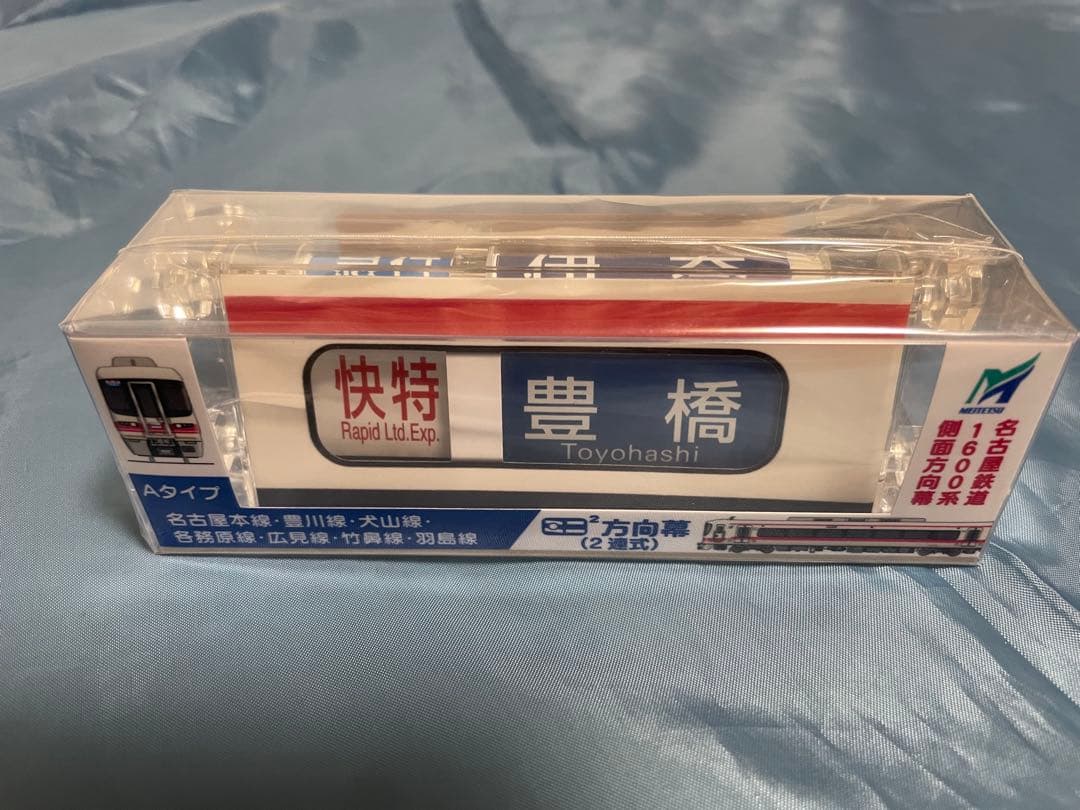 快特
Rapid Ltd.Exp.
豊橋
Toyohashi
Aタイプ
名古屋本線・豊川線・犬山線・
各務原線・広見線・竹鼻線・羽島線
ミニ² 方向幕
(2連式)
MEITETSU
名古屋鉄道
1600系
側面方向幕